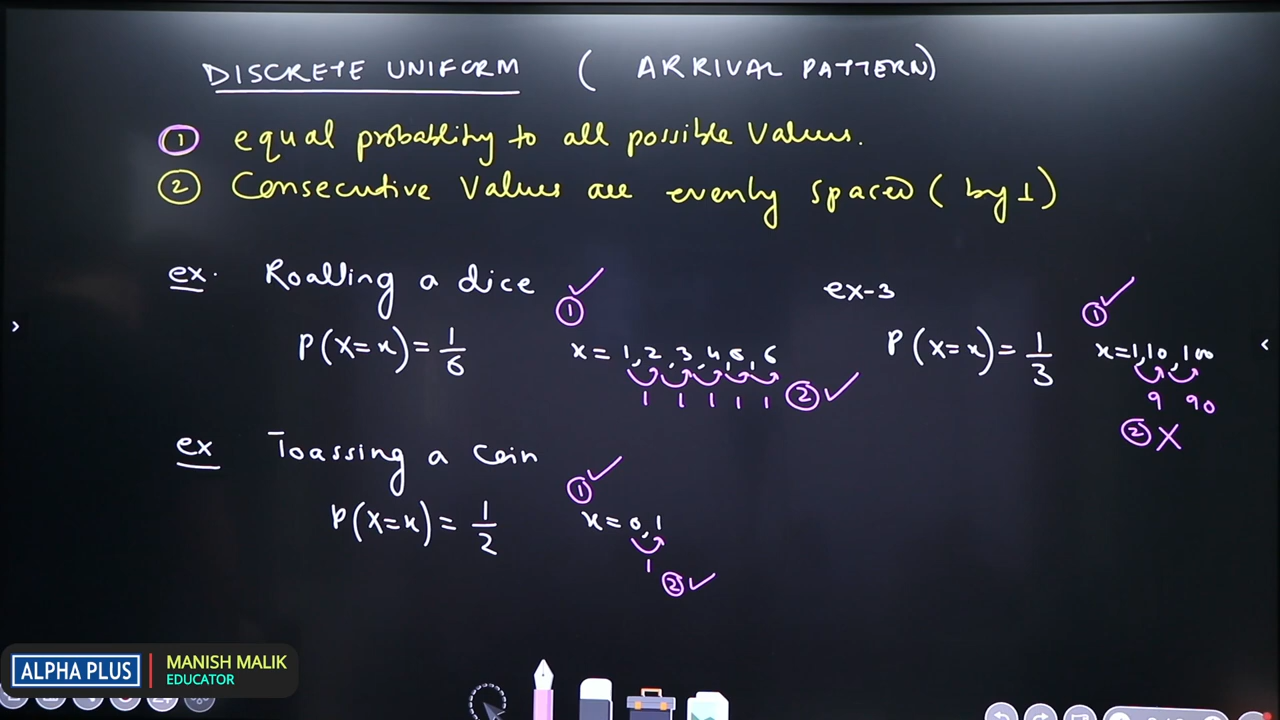 DISCRETE UNIFORM ( ARRIVAL PATTERN)
① equal probablity to all possible Values.
② Consecutive Values are evenly spaced ( by 1)
ex. Roalling a dice ① ✓
P(X=x) = 1/6
x = 1, 2, 3, 4, 5, 6
1 1 1 1 1 ② ✓
ex-3 ① ✓
P(X=x) = 1/3
x=1,10,100
9 90
② X
ex Toassing a Coin ① ✓
P(X=x) = 1/2
x = 0,1
1
② ✓
ALPHA PLUS
MANISH MALIK
EDUCATOR